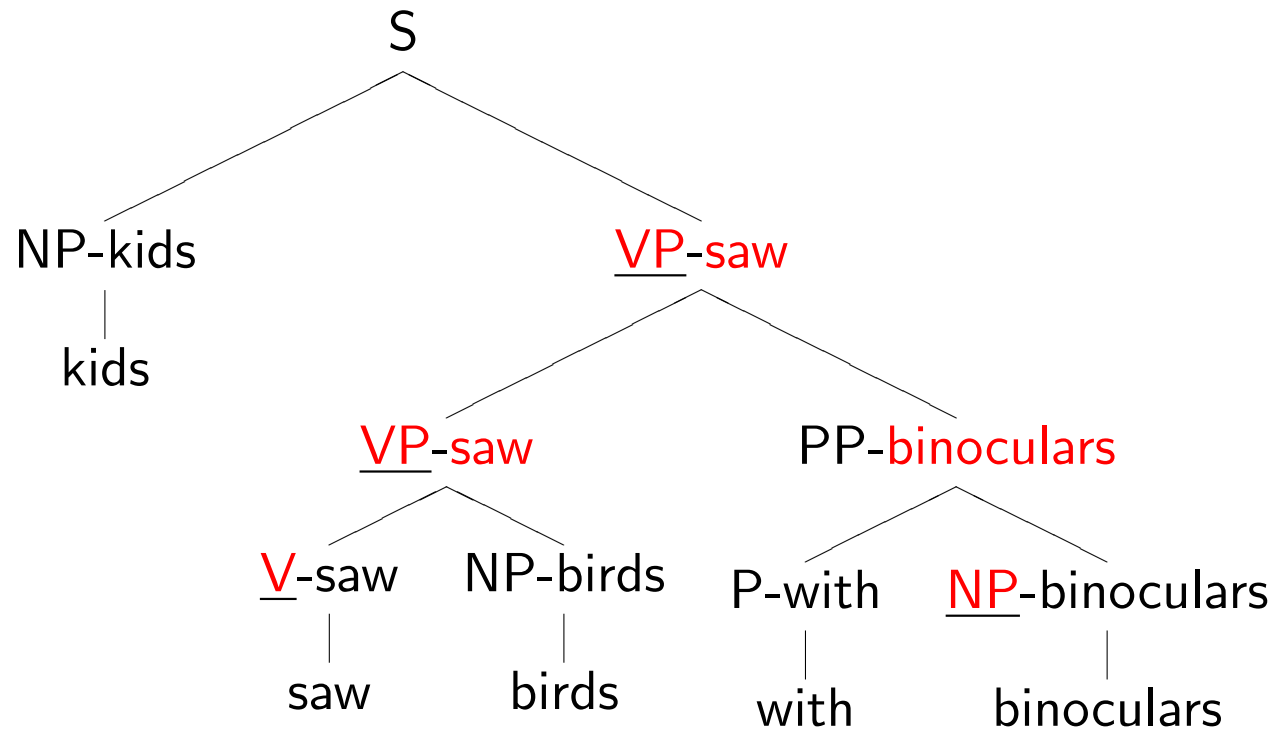 S
NP-kids VP-saw
kids
VP-saw PP-binoculars
V-saw NP-birds P-with NP-binoculars
saw birds with binoculars